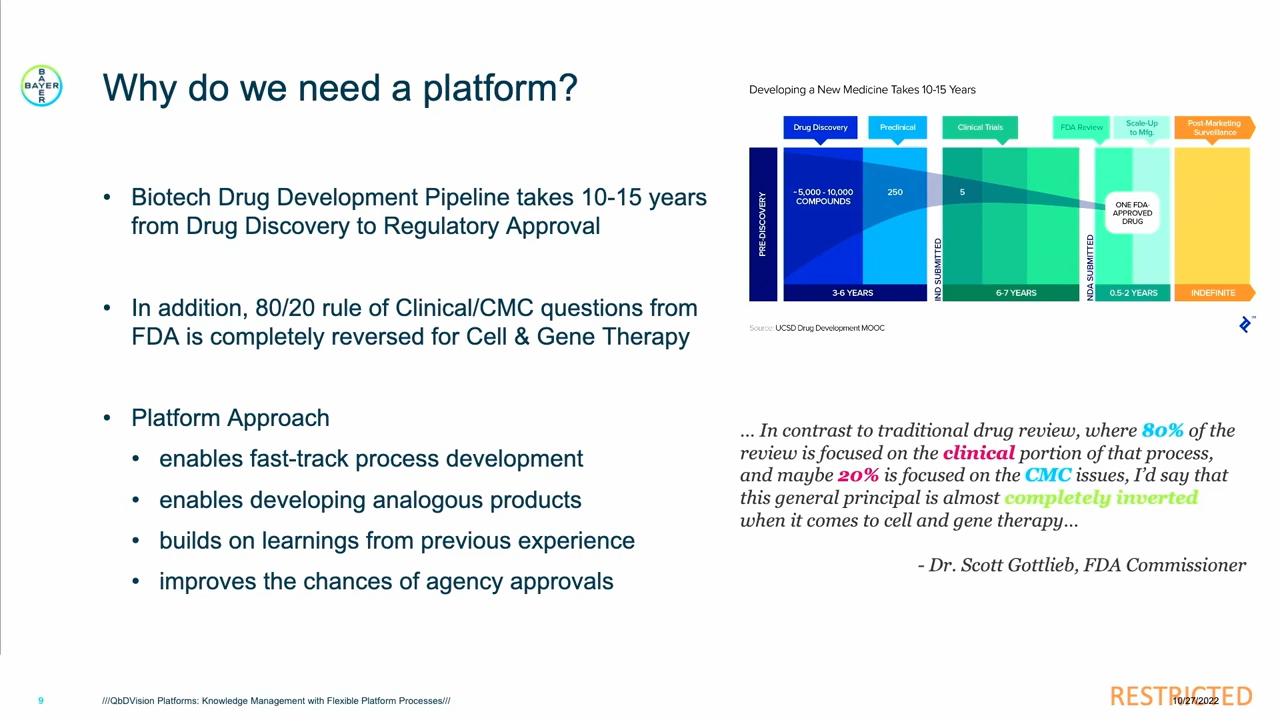 BAYER
BAYER
Why do we need a platform?
• Biotech Drug Development Pipeline takes 10-15 years
from Drug Discovery to Regulatory Approval
• In addition, 80/20 rule of Clinical/CMC questions from
FDA is completely reversed for Cell & Gene Therapy
• Platform Approach
• enables fast-track process development
• enables developing analogous products
• builds on learnings from previous experience
• improves the chances of agency approvals
Developing a New Medicine Takes 10-15 Years
Drug Discovery
Preclinical
Clinical Trials
FDA Review
Scale-Up
to Mfg.
Post-Marketing
Surveillance
PRE-DISCOVERY
~5,000 - 10,000
COMPOUNDS
250
IND SUBMITTED
5
NDA SUBMITTED
ONE FDA-
APPROVED
DRUG
3-6 YEARS
6-7 YEARS
0.5-2 YEARS
INDEFINITE
Source: UCSD Drug Development MOOC
TM
... In contrast to traditional drug review, where 80% of the
review is focused on the clinical portion of that process,
and maybe 20% is focused on the CMC issues, I'd say that
this general principal is almost completely inverted
when it comes to cell and gene therapy...
- Dr. Scott Gottlieb, FDA Commissioner
9
///QbDVision Platforms: Knowledge Management with Flexible Platform Processes///
RESTRICTED
10/27/2022